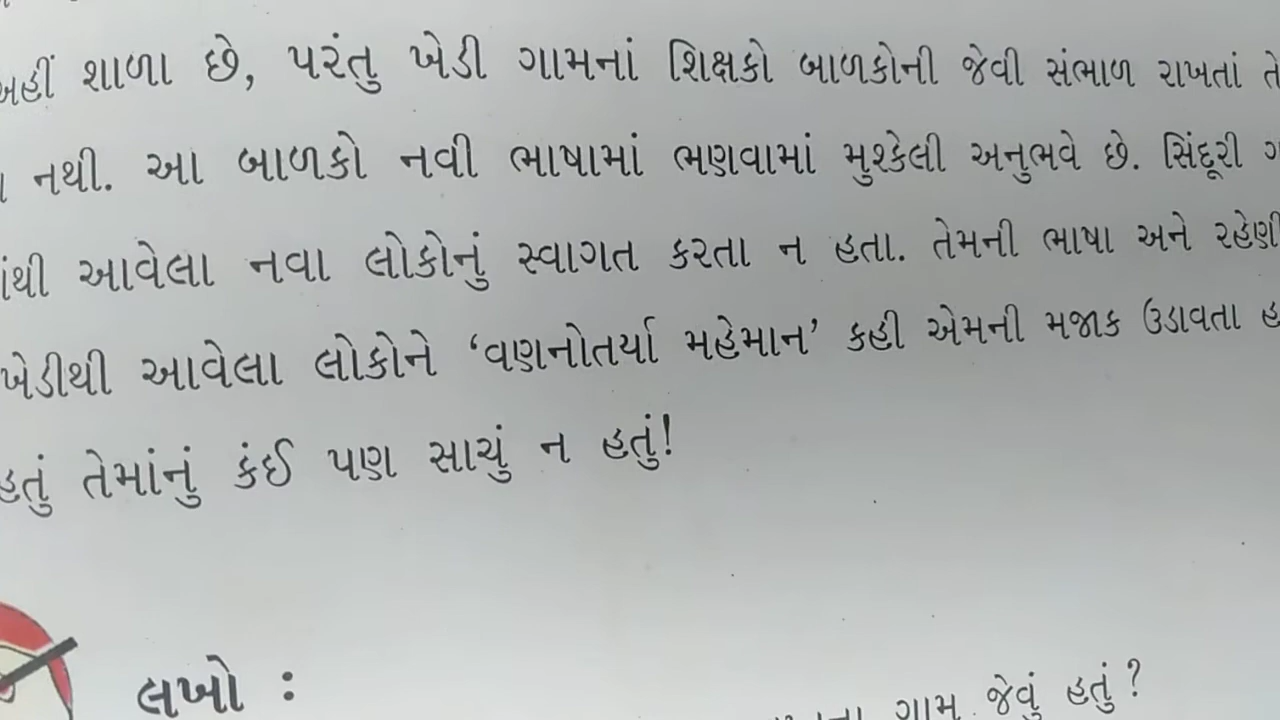 અહીં શાળા છે, પરંતુ ખેડી ગામનાં શિક્ષકો બાળકોની જેવી સંભાળ રાખતાં તે
નથી. આ બાળકો નવી ભાષામાં ભણવામાં મુશ્કેલી અનુભવે છે. સિંદૂરી
આવેલા નવા લોકોનું સ્વાગત કરતા ન હતા. તેમની ભાષા અને રહેણી
ખેડીથી આવેલા લોકોને ‘વણનોતર્યા મહેમાન’ કહી એમની મજાક ઉડાવતા
હતું તેમાંનું કંઈ પણ સાચું ન હતું!
લખો :
ગામ જેવું હતું ?